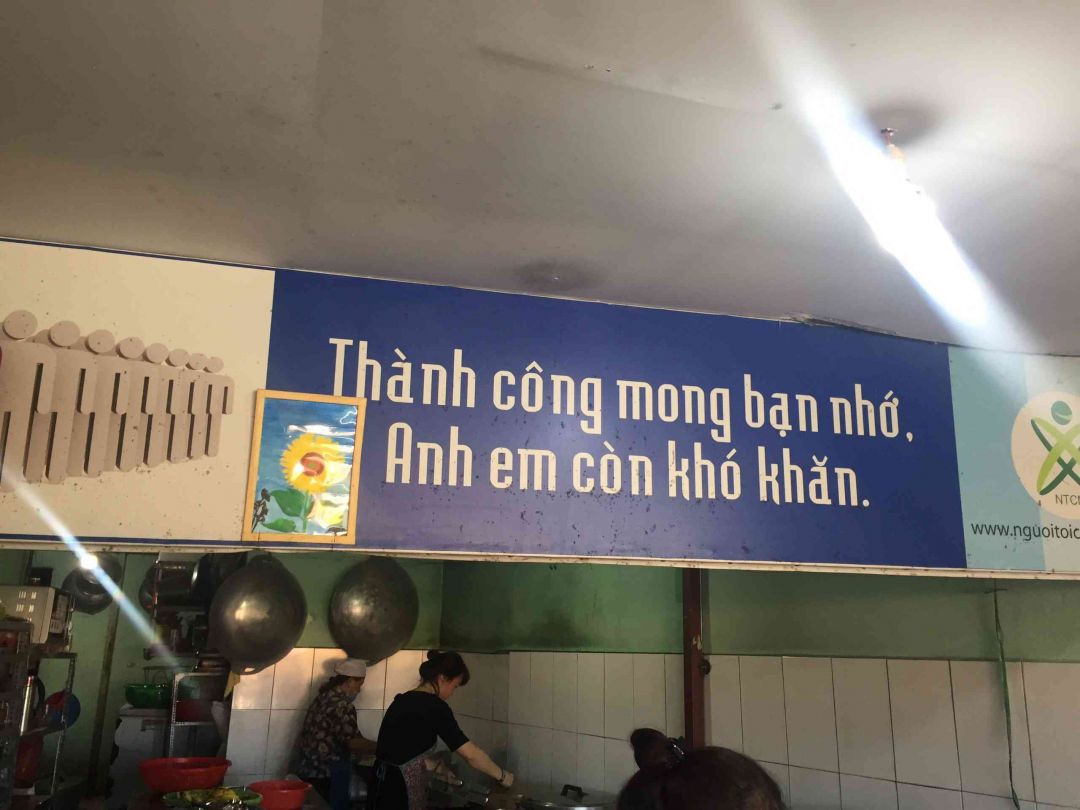 Thành công mong bạn nhớ,
Anh em còn khó khăn.